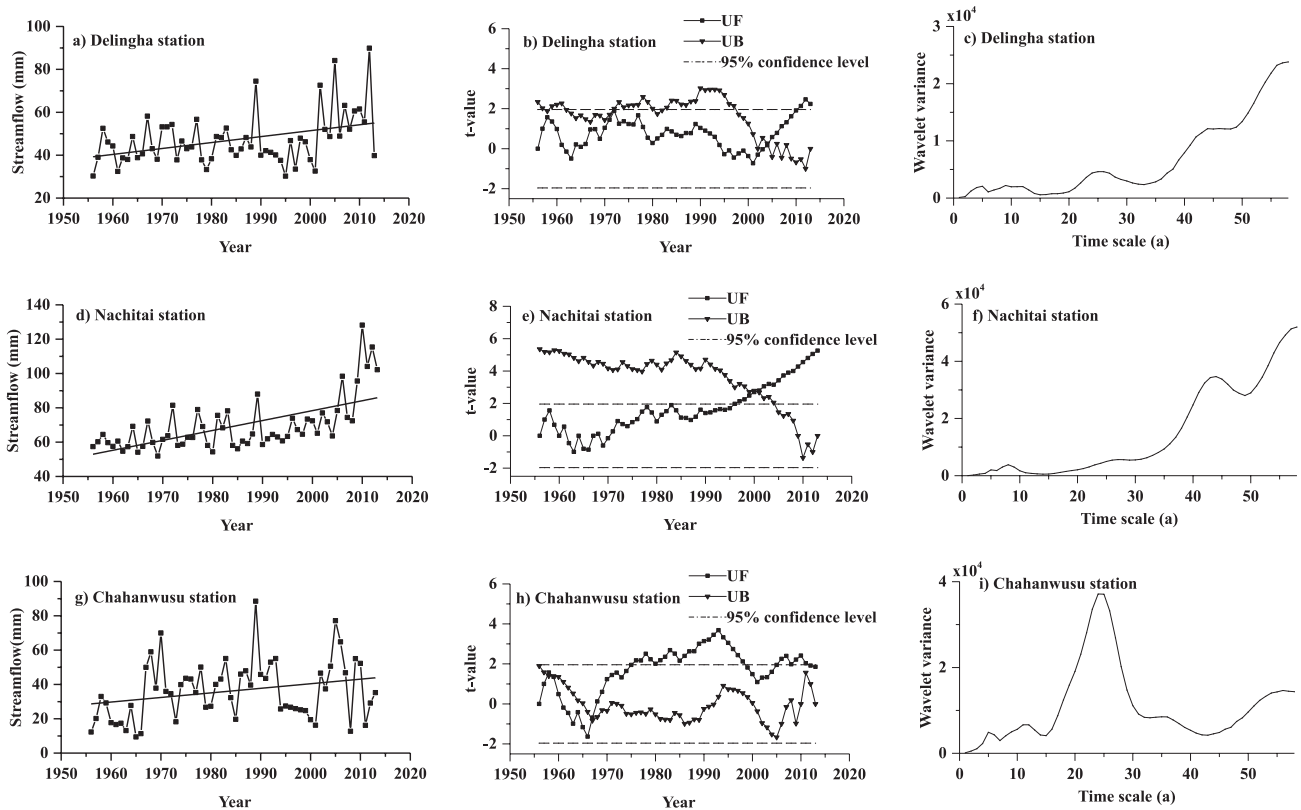 a) Delingha station
Streamflow (mm)
100
80
60
40
20
1950 1960 1970 1980 1990 2000 2010 2020
Year
b) Delingha station
UF
UB
95% confidence level
t-value
6
4
2
0
-2
1950 1960 1970 1980 1990 2000 2010 2020
Year
x10⁴
c) Delingha station
Wavelet variance
3
2
1
0
0 10 20 30 40 50
Time scale (a)
d) Nachitai station
Streamflow (mm)
140
120
100
80
60
40
1950 1960 1970 1980 1990 2000 2010 2020
Year
e) Nachitai station
UF
UB
95% confidence level
t-value
8
6
4
2
0
-2
1950 1960 1970 1980 1990 2000 2010 2020
Year
x10⁴
f) Nachitai station
Wavelet variance
6
4
2
0
0 10 20 30 40 50
Time scale (a)
g) Chahanwusu station
Streamflow(mm)
100
80
60
40
20
0
1950 1960 1970 1980 1990 2000 2010 2020
Year
h) Chahanwusu station
UF
UB
95% confidence level
t-value
6
4
2
0
-2
1950 1960 1970 1980 1990 2000 2010 2020
Year
x10⁴
i) Chahanwusu station
Wavelet variance
4
2
0
0 10 20 30 40 50
Time scale (a)